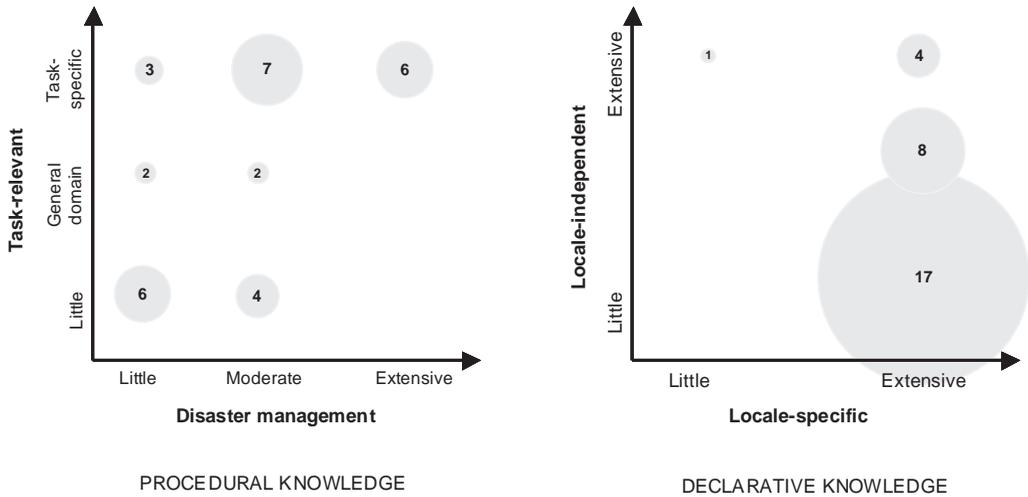 Task-relevant
Task-
specific
General
domain
Little
3
7
6
2
2
6
4
Little
Moderate
Extensive
Disaster management
PROCEDURAL KNOWLEDGE
Locale-independent
Extensive
Little
1
4
8
17
Little
Extensive
Locale-specific
DECLARATIVE KNOWLEDGE